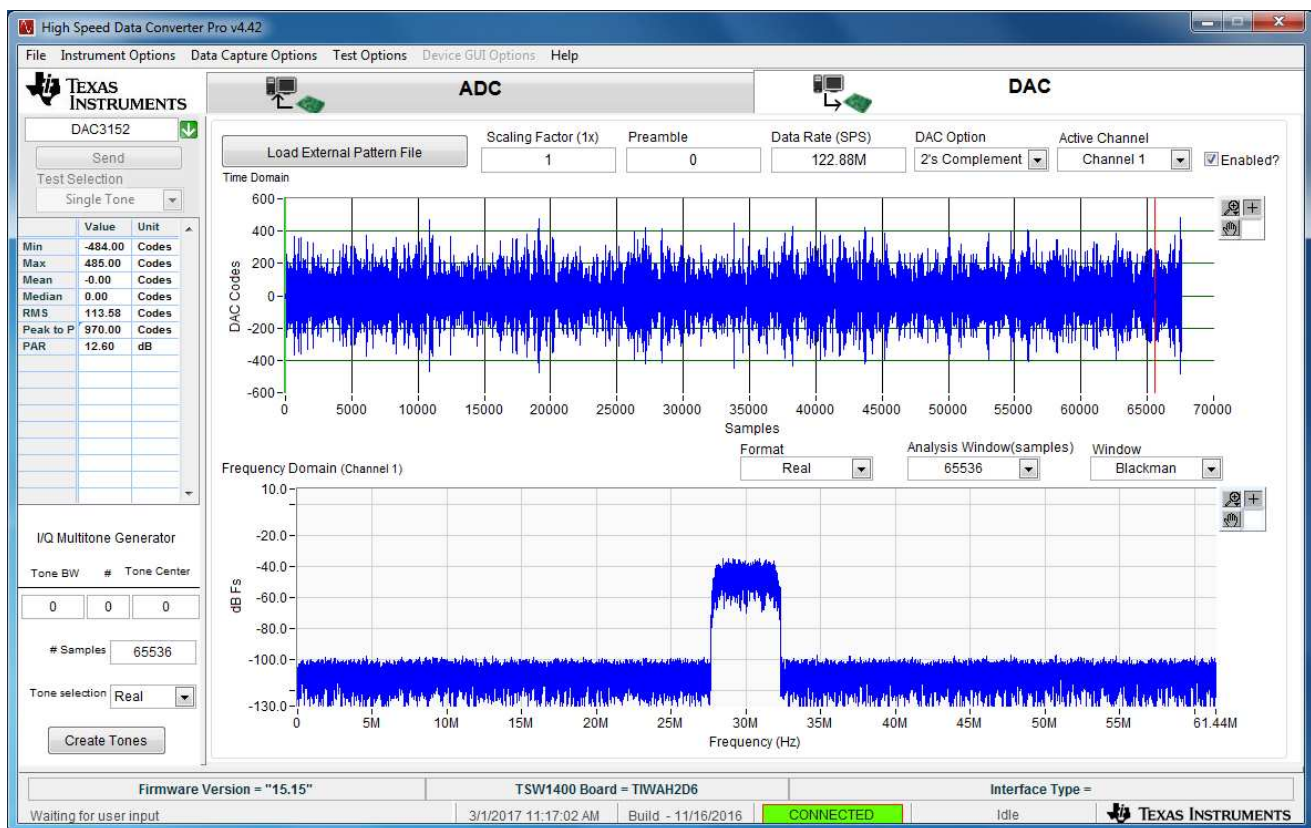 High Speed Data Converter Pro v4.42
File Instrument Options Data Capture Options Test Options Device GUI Options Help
TEXAS INSTRUMENTS
ADC
DAC
DAC3152
Send
Test Selection
Single Tone
Value Unit
Min -484.00 Codes
Max 485.00 Codes
Mean -0.00 Codes
Median 0.00 Codes
RMS 113.58 Codes
Peak to P 970.00 Codes
PAR 12.60 dB
I/Q Multitone Generator
Tone BW # Tone Center
0 0 0
# Samples 65536
Tone selection Real
Create Tones
Load External Pattern File
Scaling Factor (1x) Preamble Data Rate (SPS) DAC Option Active Channel
1 0 122.88M 2's Complement Channel 1 Enabled?
Time Domain
600
400
200
0
-200
-400
-600
DAC Codes
0 5000 10000 15000 20000 25000 30000 35000 40000 45000 50000 55000 60000 65000 70000
Samples
Format Analysis Window(samples) Window
Real 65536 Blackman
Frequency Domain (Channel 1)
10.0
-20.0
-40.0
-60.0
-80.0
-100.0
-130.0
dB Fs
0 5M 10M 15M 20M 25M 30M 35M 40M 45M 50M 55M 61.44M
Frequency (Hz)
Firmware Version = "15.15" TSW1400 Board = TIWAH2D6 Interface Type =
Waiting for user input 3/1/2017 11:17:02 AM Build - 11/16/2016 CONNECTED Idle TEXAS INSTRUMENTS